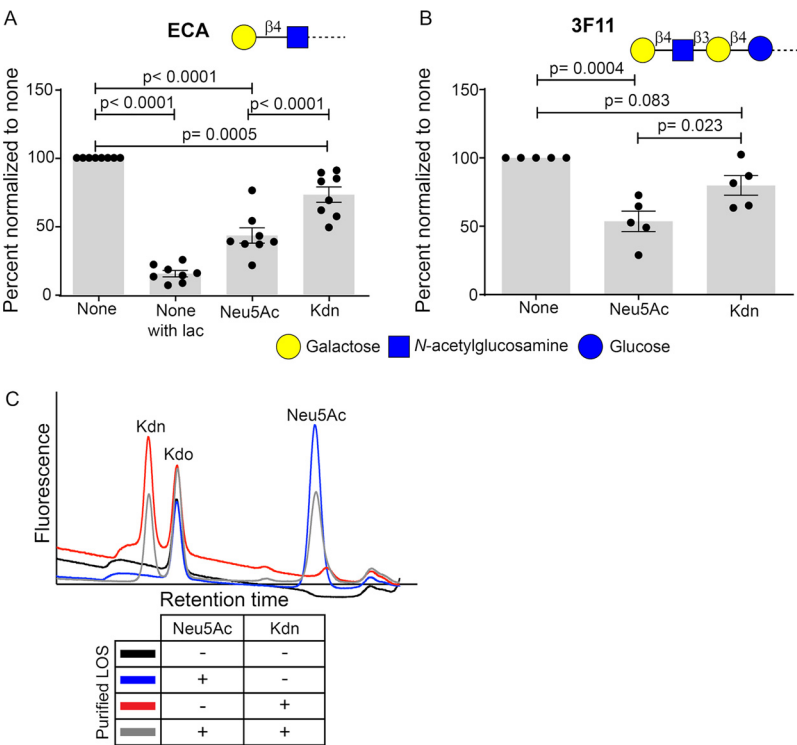 A
ECA
β4
p< 0.0001
p< 0.0001
p< 0.0001
p= 0.0005
Percent normalized to none
150
100
50
0
None
None
with lac
Neu5Ac
Kdn
B
3F11
β4
β3
β4
p= 0.0004
p= 0.083
p= 0.023
Percent normalized to none
150
100
50
0
None
Neu5Ac
Kdn
Galactose
N-acetylglucosamine
Glucose
C
Fluorescence
Kdn
Kdo
Neu5Ac
Retention time
Neu5Ac Kdn
Purified LOS
- -
+ -
- +
+ +